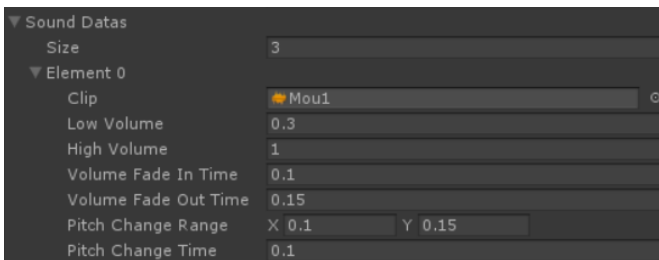 Sound Datas
Size 3
Element 0
Clip Mou1
Low Volume 0.3
High Volume 1
Volume Fade In Time 0.1
Volume Fade Out Time 0.15
Pitch Change Range X 0.1 Y 0.15
Pitch Change Time 0.1